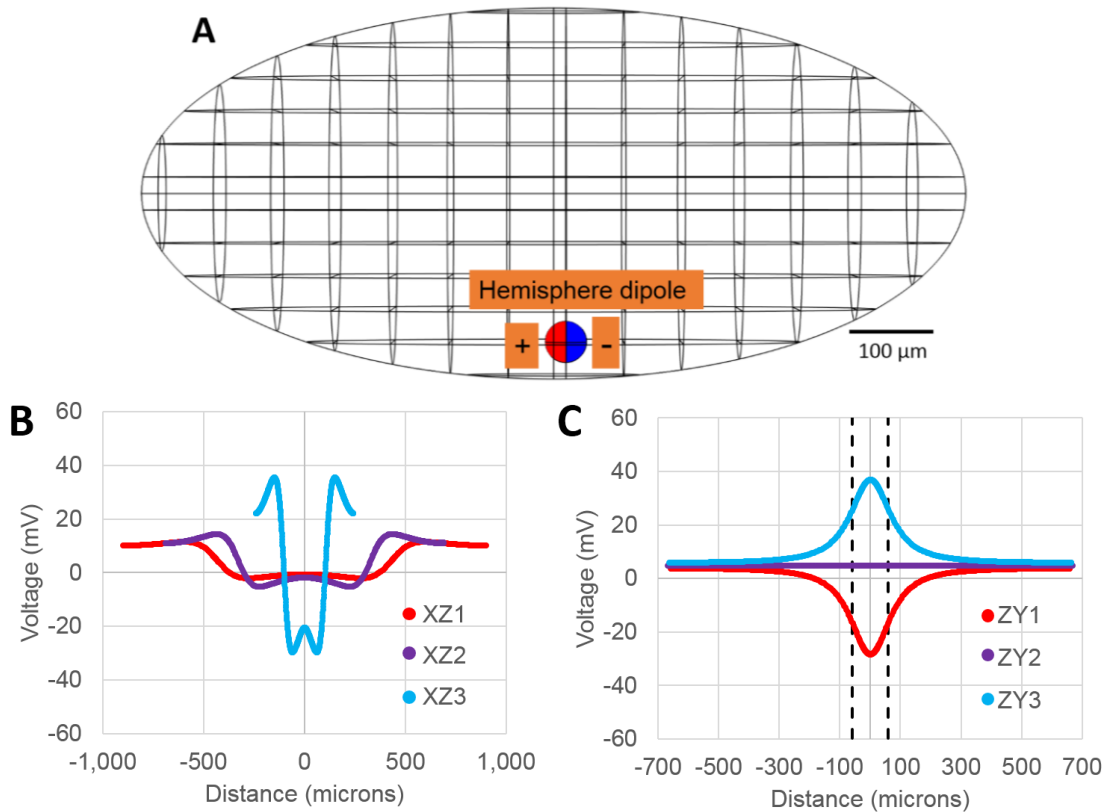 A
Hemisphere dipole
+
-
100 µm
B
60
40
20
0
-20
-40
-60
Voltage (mV)
XZ1
XZ2
XZ3
-1,000
-500
0
500
1,000
Distance (microns)
C
60
40
20
0
-20
-40
-60
Voltage (mV)
ZY1
ZY2
ZY3
-700
-500
-300
-100
100
300
500
700
Distance (microns)